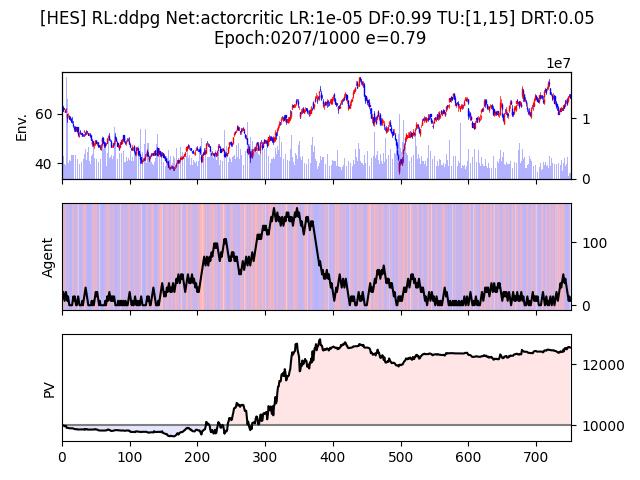 [HES] RL:ddpg Net:actorcritic LR:1e-05 DF:0.99 TU:[1,15] DRT:0.05
Epoch:0207/1000 e=0.79
1e7
Env.
60
40
1
0
Agent
100
0
PV
12000
10000
0 100 200 300 400 500 600 700